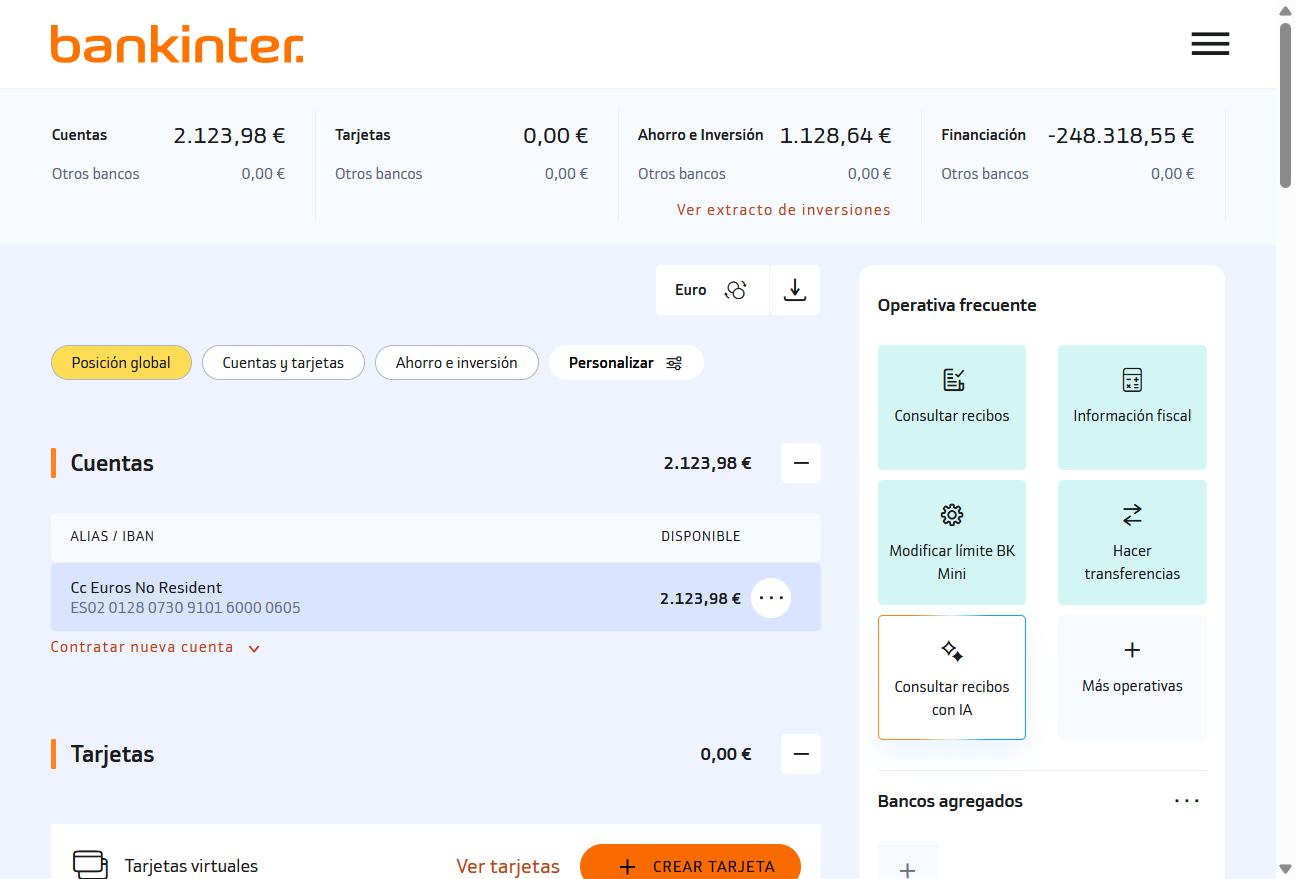 bankinter.
Cuentas 2.123,98 €
Otros bancos 0,00 €
Tarjetas 0,00 €
Otros bancos 0,00 €
Ahorro e Inversión 1.128,64 €
Otros bancos 0,00 €
Ver extracto de inversiones
Financiación -248.318,55 €
Otros bancos 0,00 €
Euro
Posición global
Cuentas y tarjetas
Ahorro e inversión
Personalizar
Cuentas 2.123,98 €
ALIAS / IBAN DISPONIBLE
Cc Euros No Resident
ES02 0128 0730 9101 6000 0605
2.123,98 €
Contratar nueva cuenta
Tarjetas 0,00 €
Tarjetas virtuales
Ver tarjetas
CREAR TARJETA
Operativa frecuente
Consultar recibos
Información fiscal
Modificar límite BK
Mini
Hacer
transferencias
Consultar recibos
con IA
Más operativas
Bancos agregados